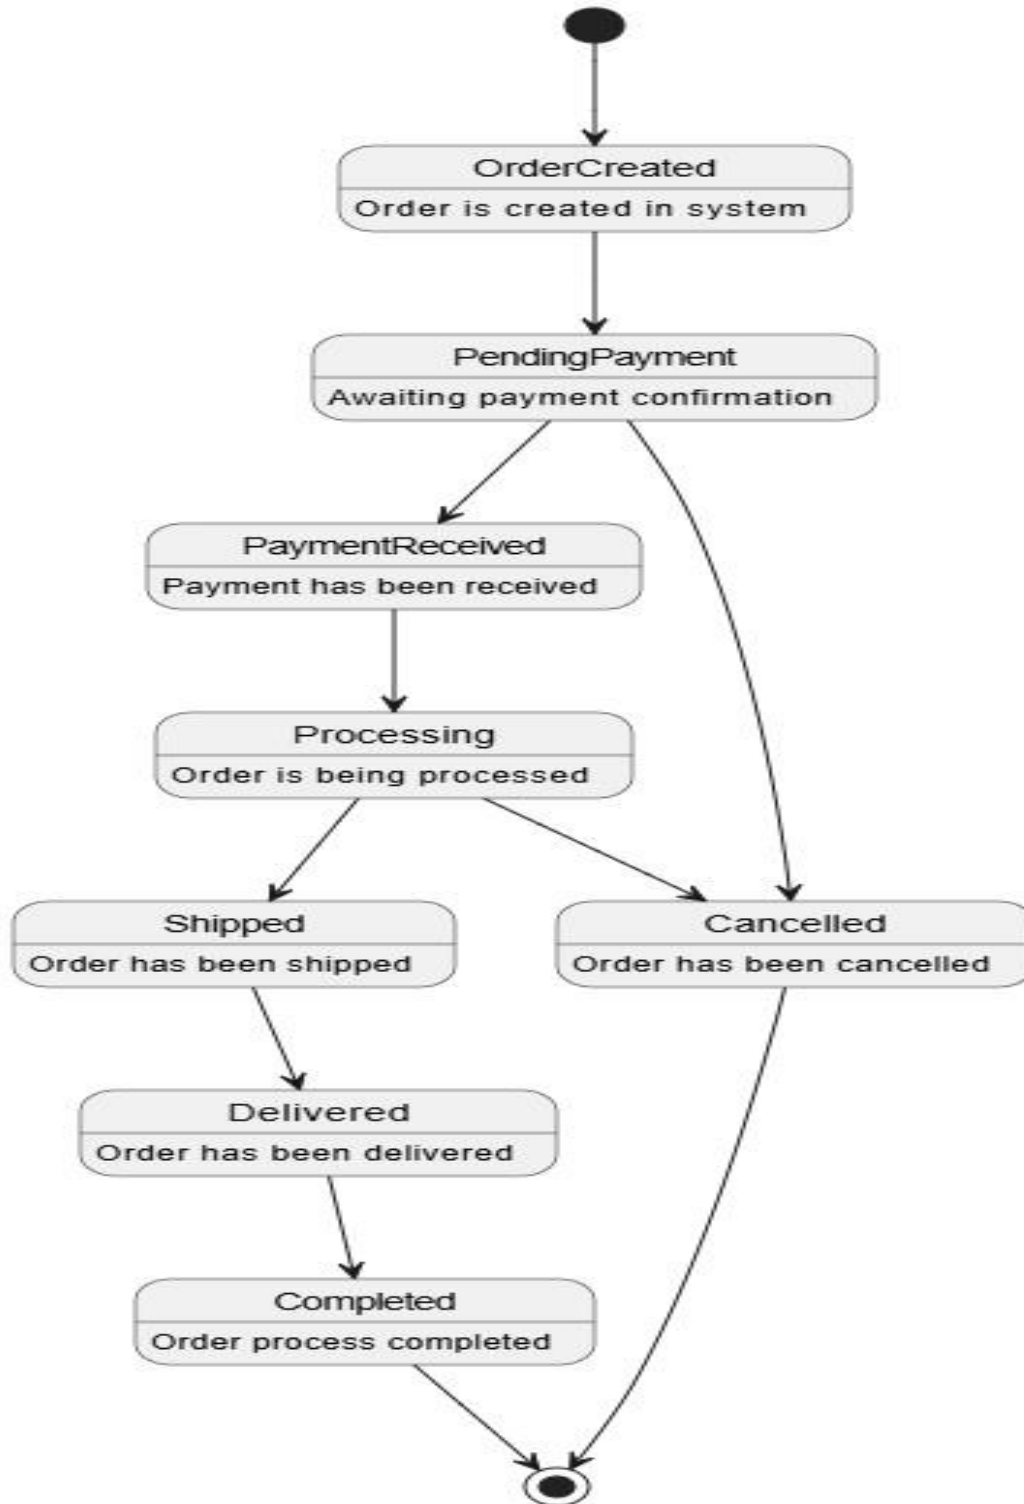 OrderCreated
Order is created in system
PendingPayment
Awaiting payment confirmation
PaymentReceived
Payment has been received
Processing
Order is being processed
Shipped
Order has been shipped
Cancelled
Order has been cancelled
Delivered
Order has been delivered
Completed
Order process completed